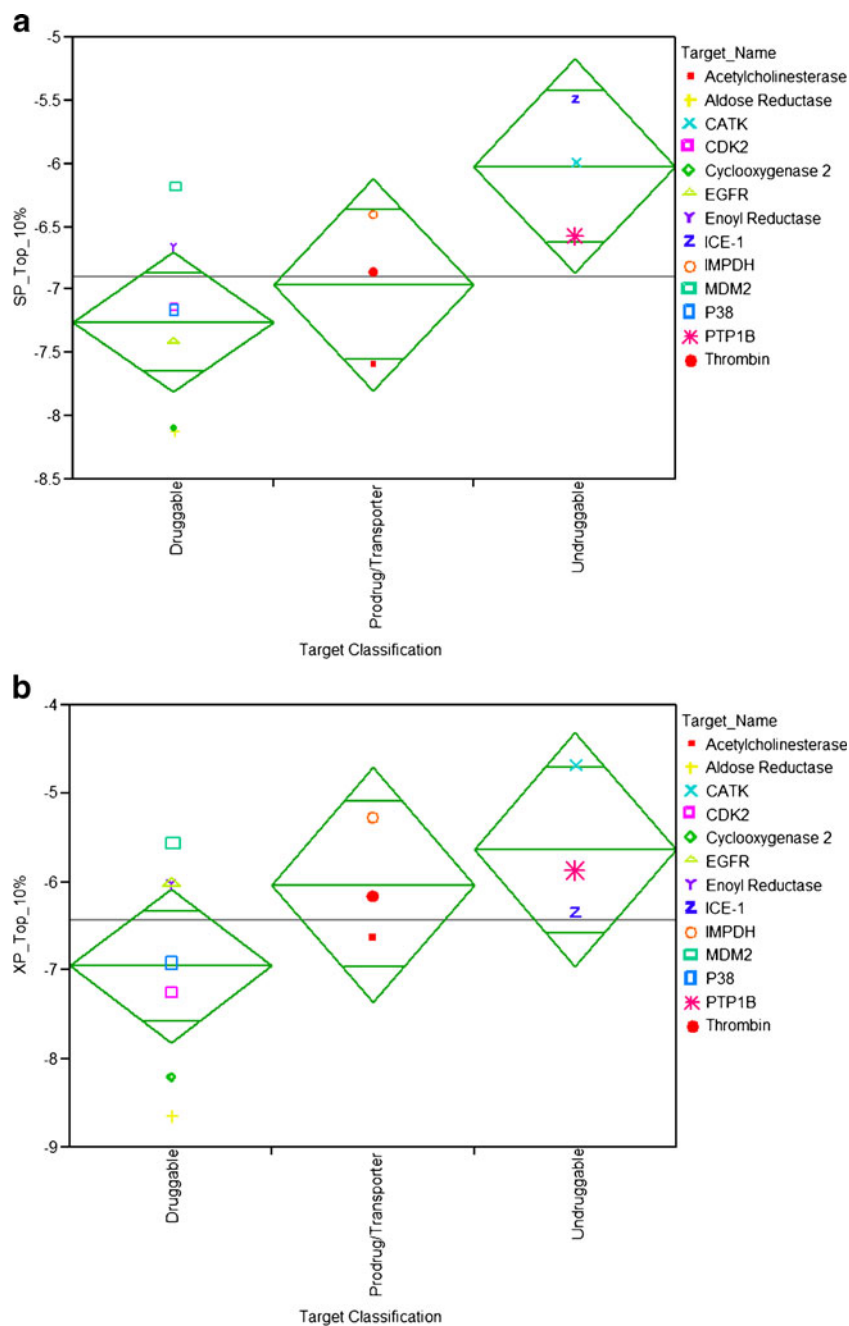 a
SP_Top_10%
-5
-5.5
-6
-6.5
-7
-7.5
-8
-8.5
Druggable
Prodrug/Transporter
Undruggable
Target Classification
Target_Name
Acetylcholinesterase
Aldose Reductase
CATK
CDK2
Cyclooxygenase 2
EGFR
Enoyl Reductase
ICE-1
IMPDH
MDM2
P38
PTP1B
Thrombin
b
XP_Top_10%
-4
-5
-6
-7
-8
-9
Druggable
Prodrug/Transporter
Undruggable
Target Classification
Target_Name
Acetylcholinesterase
Aldose Reductase
CATK
CDK2
Cyclooxygenase 2
EGFR
Enoyl Reductase
ICE-1
IMPDH
MDM2
P38
PTP1B
Thrombin